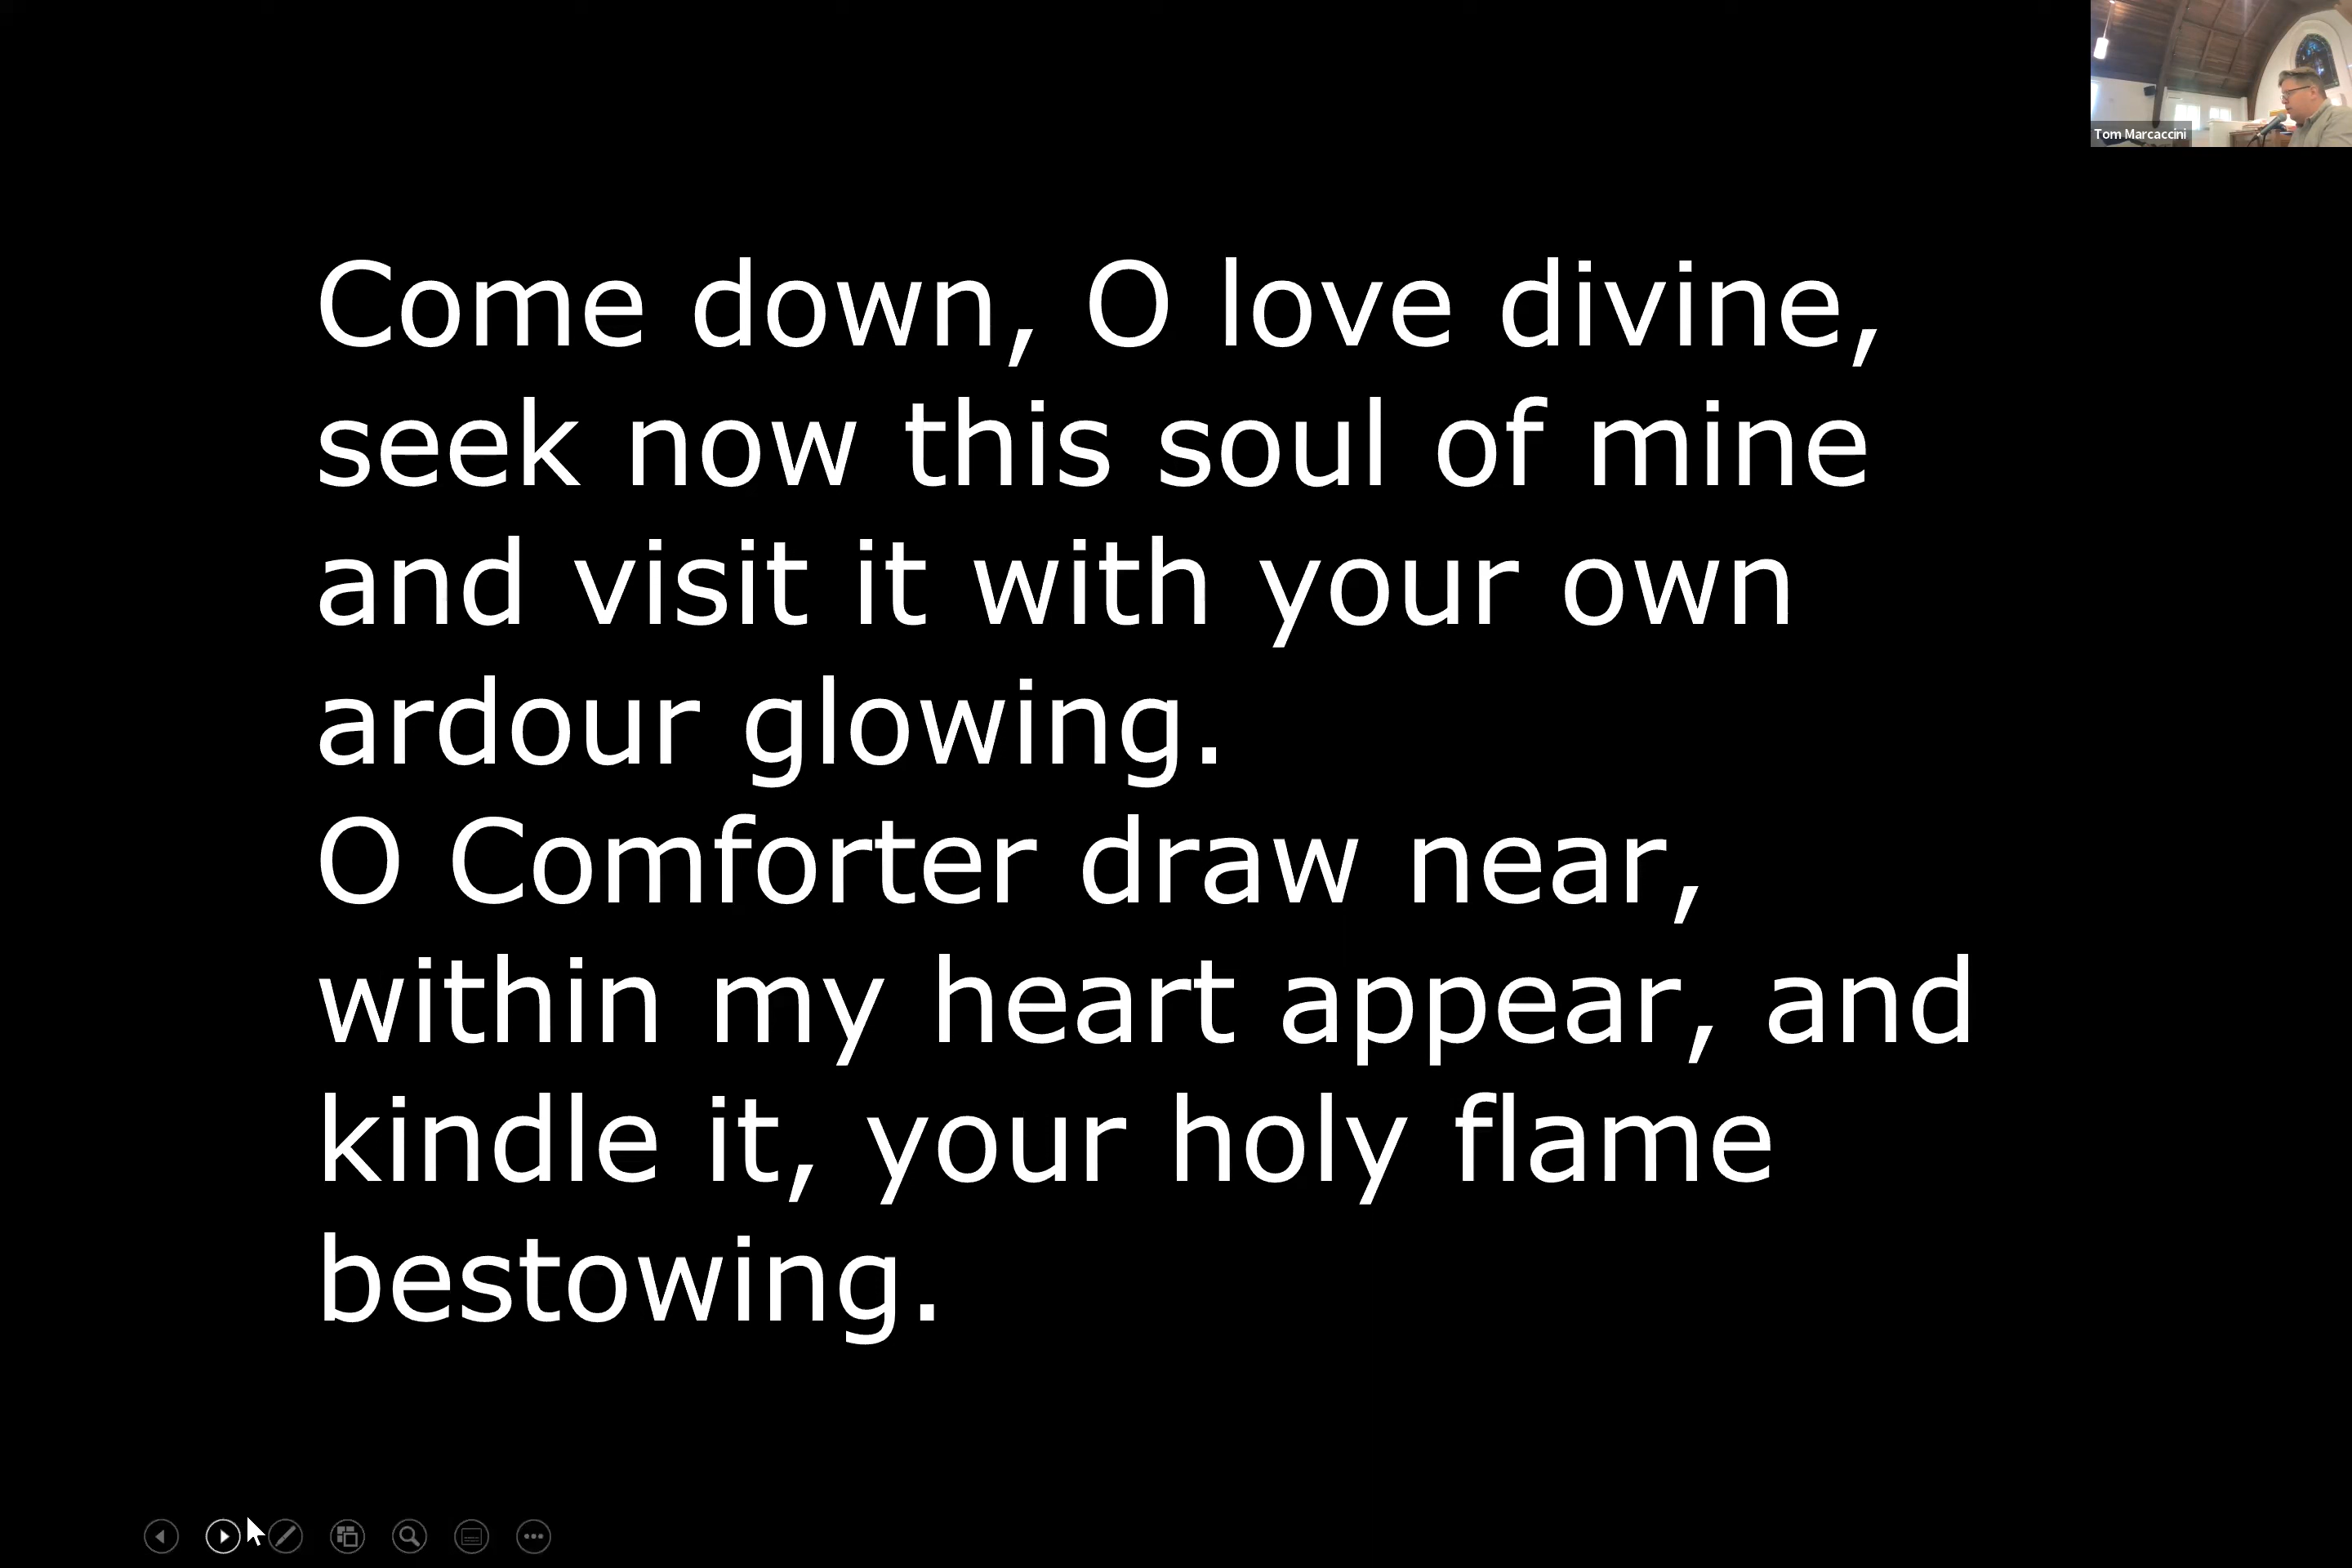 Tom Marcaccini
Come down, O love divine,
seek now this soul of mine
and visit it with your own
ardour glowing.
O Comforter draw near,
within my heart appear, and
kindle it, your holy flame
bestowing.